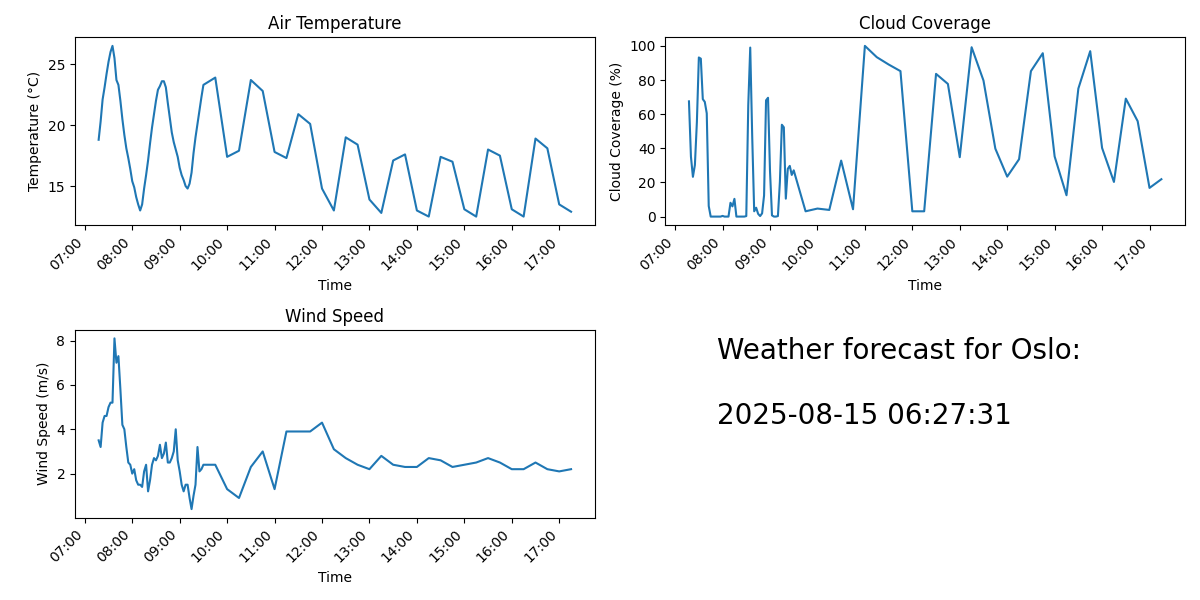 Air Temperature
Temperature (°C)
25
20
15
07:00 08:00 09:00 10:00 11:00 12:00 13:00 14:00 15:00 16:00 17:00
Time
Cloud Coverage
Cloud Coverage (%)
100
80
60
40
20
0
07:00 08:00 09:00 10:00 11:00 12:00 13:00 14:00 15:00 16:00 17:00
Time
Wind Speed
Wind Speed (m/s)
8
6
4
2
07:00 08:00 09:00 10:00 11:00 12:00 13:00 14:00 15:00 16:00 17:00
Time
Weather forecast for Oslo:
2025-08-15 06:27:31